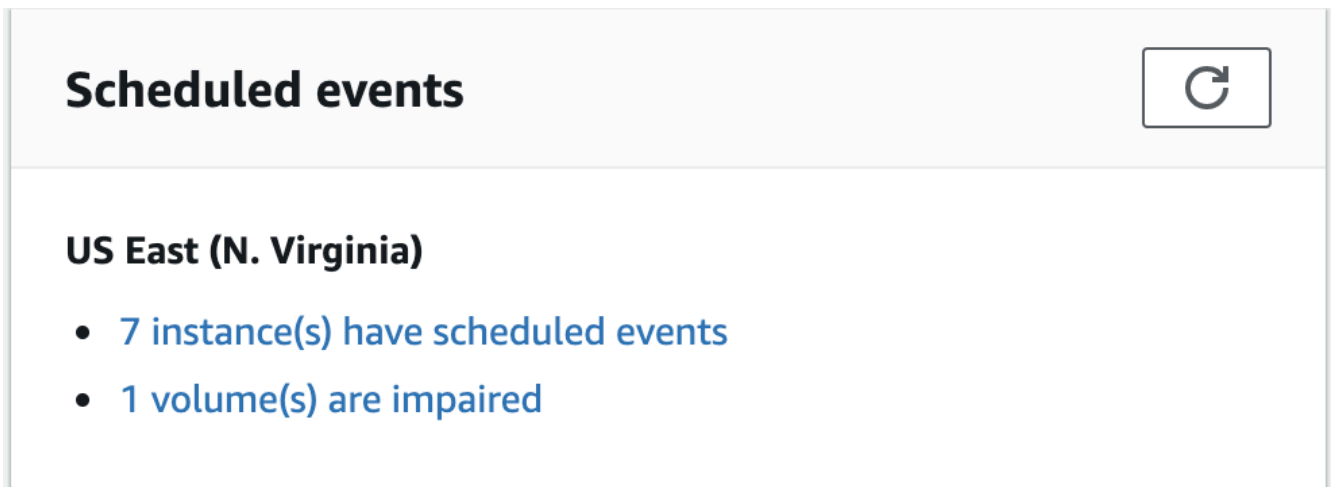 Scheduled events
US East (N. Virginia)
7 instance(s) have scheduled events
1 volume(s) are impaired